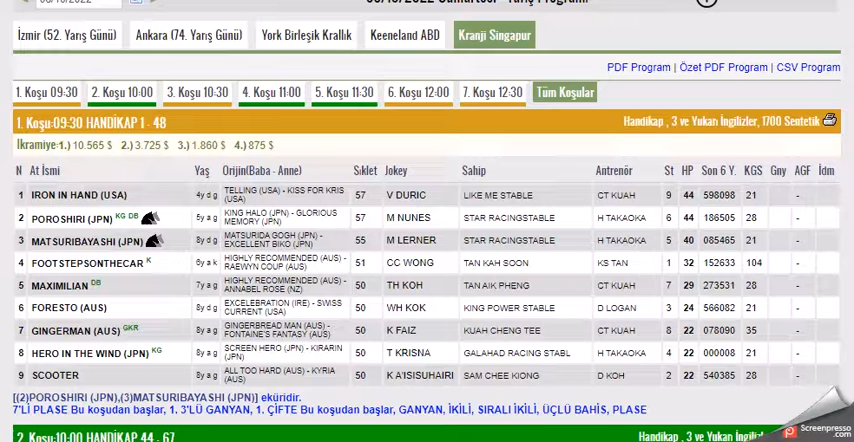 İzmir (52. Yarış Günü) Ankara (74. Yarış Günü) York Birleşik Krallık Keeneland ABD Kranji Singapur
PDF Program | Özet PDF Program | CSV Program
1. Koşu 09:30 2. Koşu 10:00 3. Koşu 10:30 4. Koşu 11:00 5. Koşu 11:30 6. Koşu 12:00 7. Koşu 12:30 Tüm Koşular
1. Koşu:09:30 HANDİKAP 1 - 48 Handikap , 3 ve Yukarı İngilizler, 1700 Sentetik
İkramiye:1.) 10.565 $ 2.) 3.725 $ 3.) 1.860 $ 4.) 875 $
N At İsmi Yaş Orijin(Baba - Anne) Sıklet Jokey Sahip Antrenör St HP Son 6 Y. KGS Gny AGF İdm
1 IRON IN HAND (USA) 4y d g TELLING (USA) - KISS FOR KRIS (USA) 57 V DURIC LIKE ME STABLE CT KUAH 9 44 598098 21 -
2 POROSHIRI (JPN) KG DB 5y a g KING HALO (JPN) - GLORIOUS MEMORY (JPN) 57 M NUNES STAR RACINGSTABLE H TAKAOKA 6 44 186505 28 -
3 MATSURIBAYASHI (JPN) 8y d g MATSURIDA GOGH (JPN) - EXCELLENT BIKO (JPN) 55 M LERNER STAR RACINGSTABLE H TAKAOKA 5 40 085465 21 -
4 FOOTSTEPSONTHECAR K 6y a k HIGHLY RECOMMENDED (AUS) - RAEWYN COUP (AUS) 51 CC WONG TAN KAH SOON KS TAN 1 32 152633 104 -
5 MAXIMILIAN DB 7y a g HIGHLY RECOMMENDED (AUS) - ANNABEL ROSE (NZ) 50 TH KOH TAN AIK PHENG CT KUAH 7 29 273531 28 -
6 FORESTO (AUS) 8y d g EXCELEBRATION (IRE) - SWISS CURRENT (USA) 50 WH KOK KING POWER STABLE D LOGAN 3 24 566082 21 -
7 GINGERMAN (AUS) GKR 5y a g GINGERBREAD MAN (AUS) - FONTAINE'S FANTASY (AUS) 50 K FAIZ KUAH CHENG TEE CT KUAH 8 22 078090 35 -
8 HERO IN THE WIND (JPN) KG 8y a g SCREEN HERO (JPN) - KIRARIN (JPN) 50 T KRISNA GALAHAD RACING STABL H TAKAOKA 4 22 000008 21 -
9 SCOOTER 8y a g ALL TOO HARD (AUS) - KYRIA (AUS) 50 K A'ISISUHAIRI SAM CHEE KIONG D KOH 2 22 540385 28 -
[(2)POROSHIRI (JPN),(3)MATSURIBAYASHI (JPN)] eküridir.
7'Lİ PLASE Bu koşudan başlar, 1. 3'LÜ GANYAN, 1. ÇİFTE Bu koşudan başlar, GANYAN, İKİLİ, SIRALI İKİLİ, ÜÇLÜ BAHİS, PLASE
2. Koşu:10:00 HANDİKAP 44 - 67 Handikap , 3 ve Yukarı
Screenpresso.com